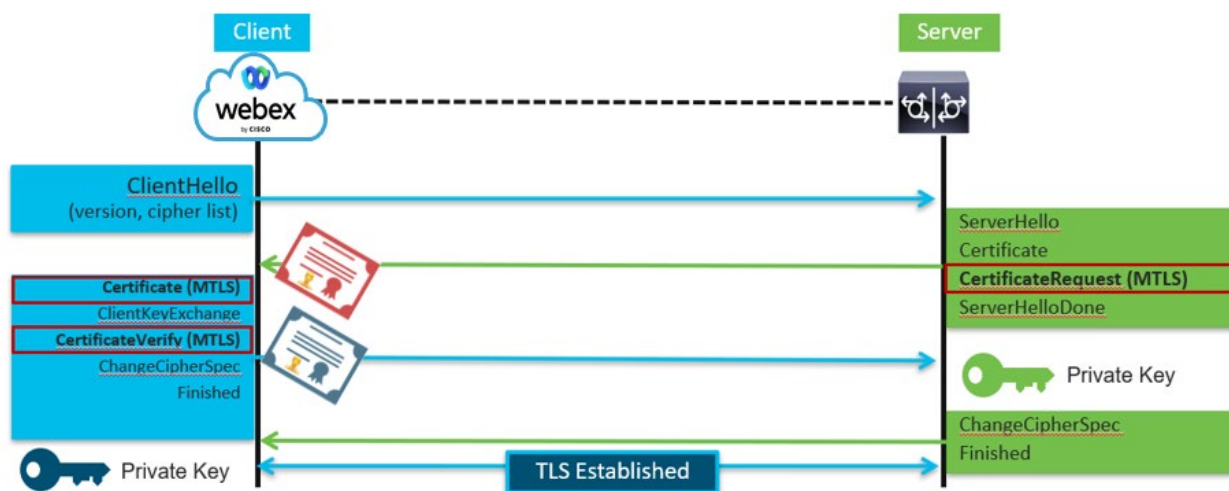 Client
Server
webex
by CISCO
ClientHello
(version, cipher list)
ServerHello
Certificate
CertificateRequest (MTLS)
ServerHelloDone
Certificate (MTLS)
ClientKeyExchange
CertificateVerify (MTLS)
ChangeCipherSpec
Finished
Private Key
ChangeCipherSpec
Finished
Private Key
TLS Established